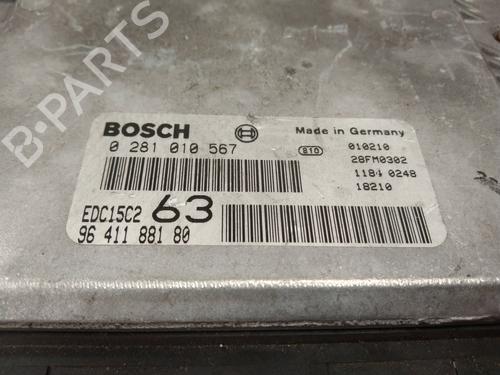 B-PARTS
BOSCH
Made in Germany
0 281 010 567
810
010210
28FM0302
1184 0248
18210
EDC15C2 63
96 411 881 80